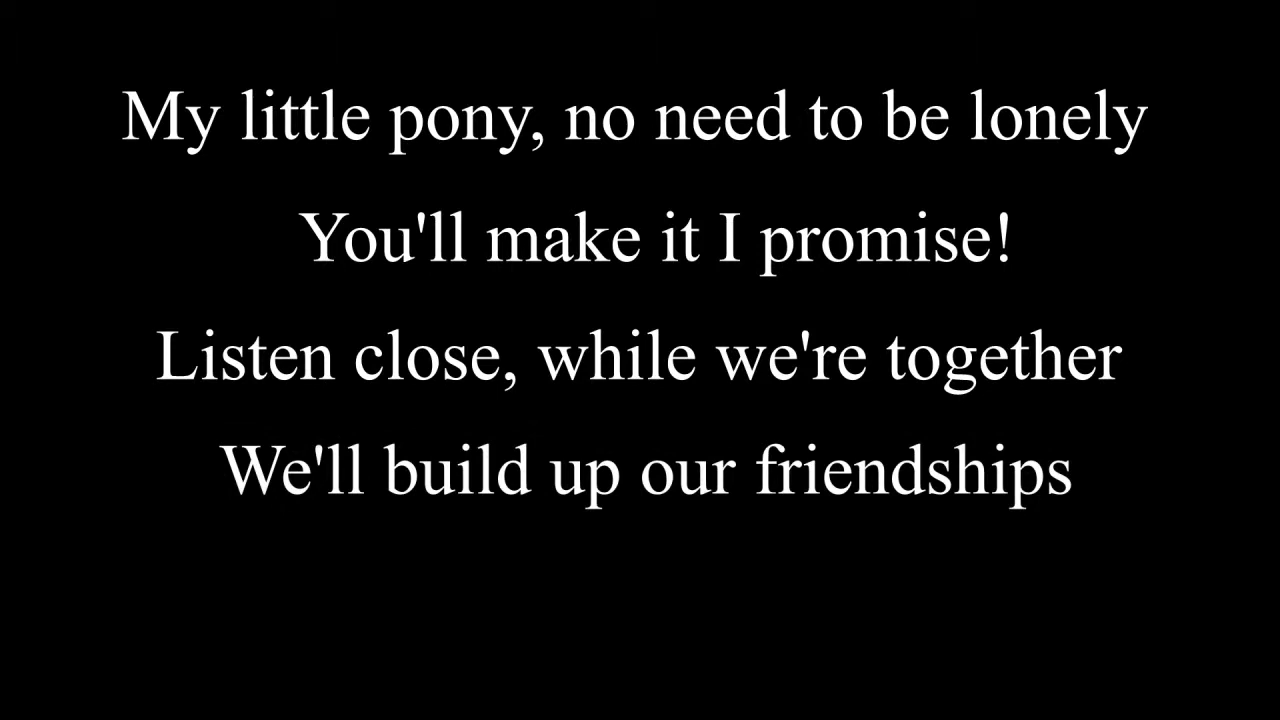 My little pony, no need to be lonely
You'll make it I promise!
Listen close, while we're together
We'll build up our friendships